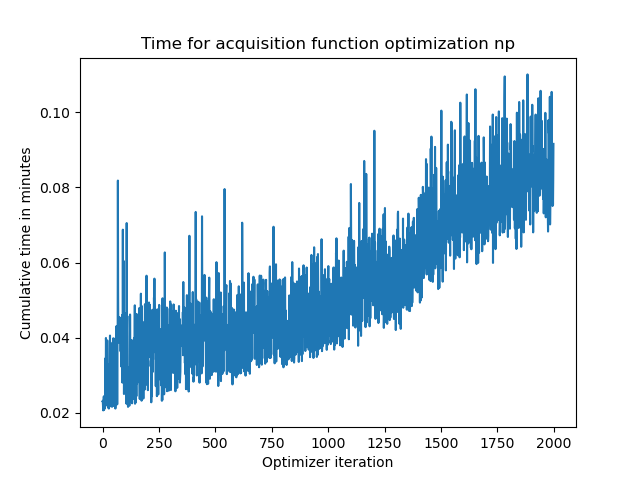 Time for acquisition function optimization np
Cumulative time in minutes
0.10
0.08
0.06
0.04
0.02
0 250 500 750 1000 1250 1500 1750 2000
Optimizer iteration